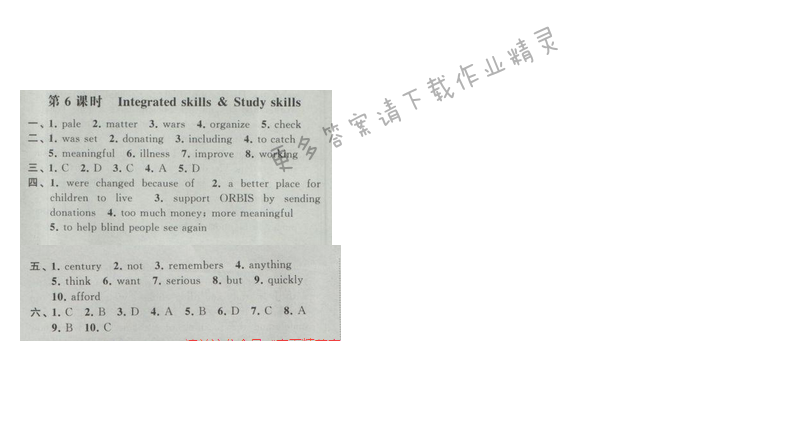 更多答案请下载作业精灵
第 6 课时 Integrated skills & Study skills
一、1. pale 2. matter 3. wars 4. organize 5. check
二、1. was set 2. donating 3. including 4. to catch
5. meaningful 6. illness 7. improve 8. working
三、1. C 2. D 3. C 4. A 5. D
四、1. were changed because of 2. a better place for
children to live 3. support ORBIS by sending
donations 4. too much money; more meaningful
5. to help blind people see again
五、1. century 2. not 3. remembers 4. anything
5. think 6. want 7. serious 8. but 9. quickly
10. afford
六、1. C 2. B 3. D 4. A 5. B 6. D 7. C 8. A
9. B 10. C